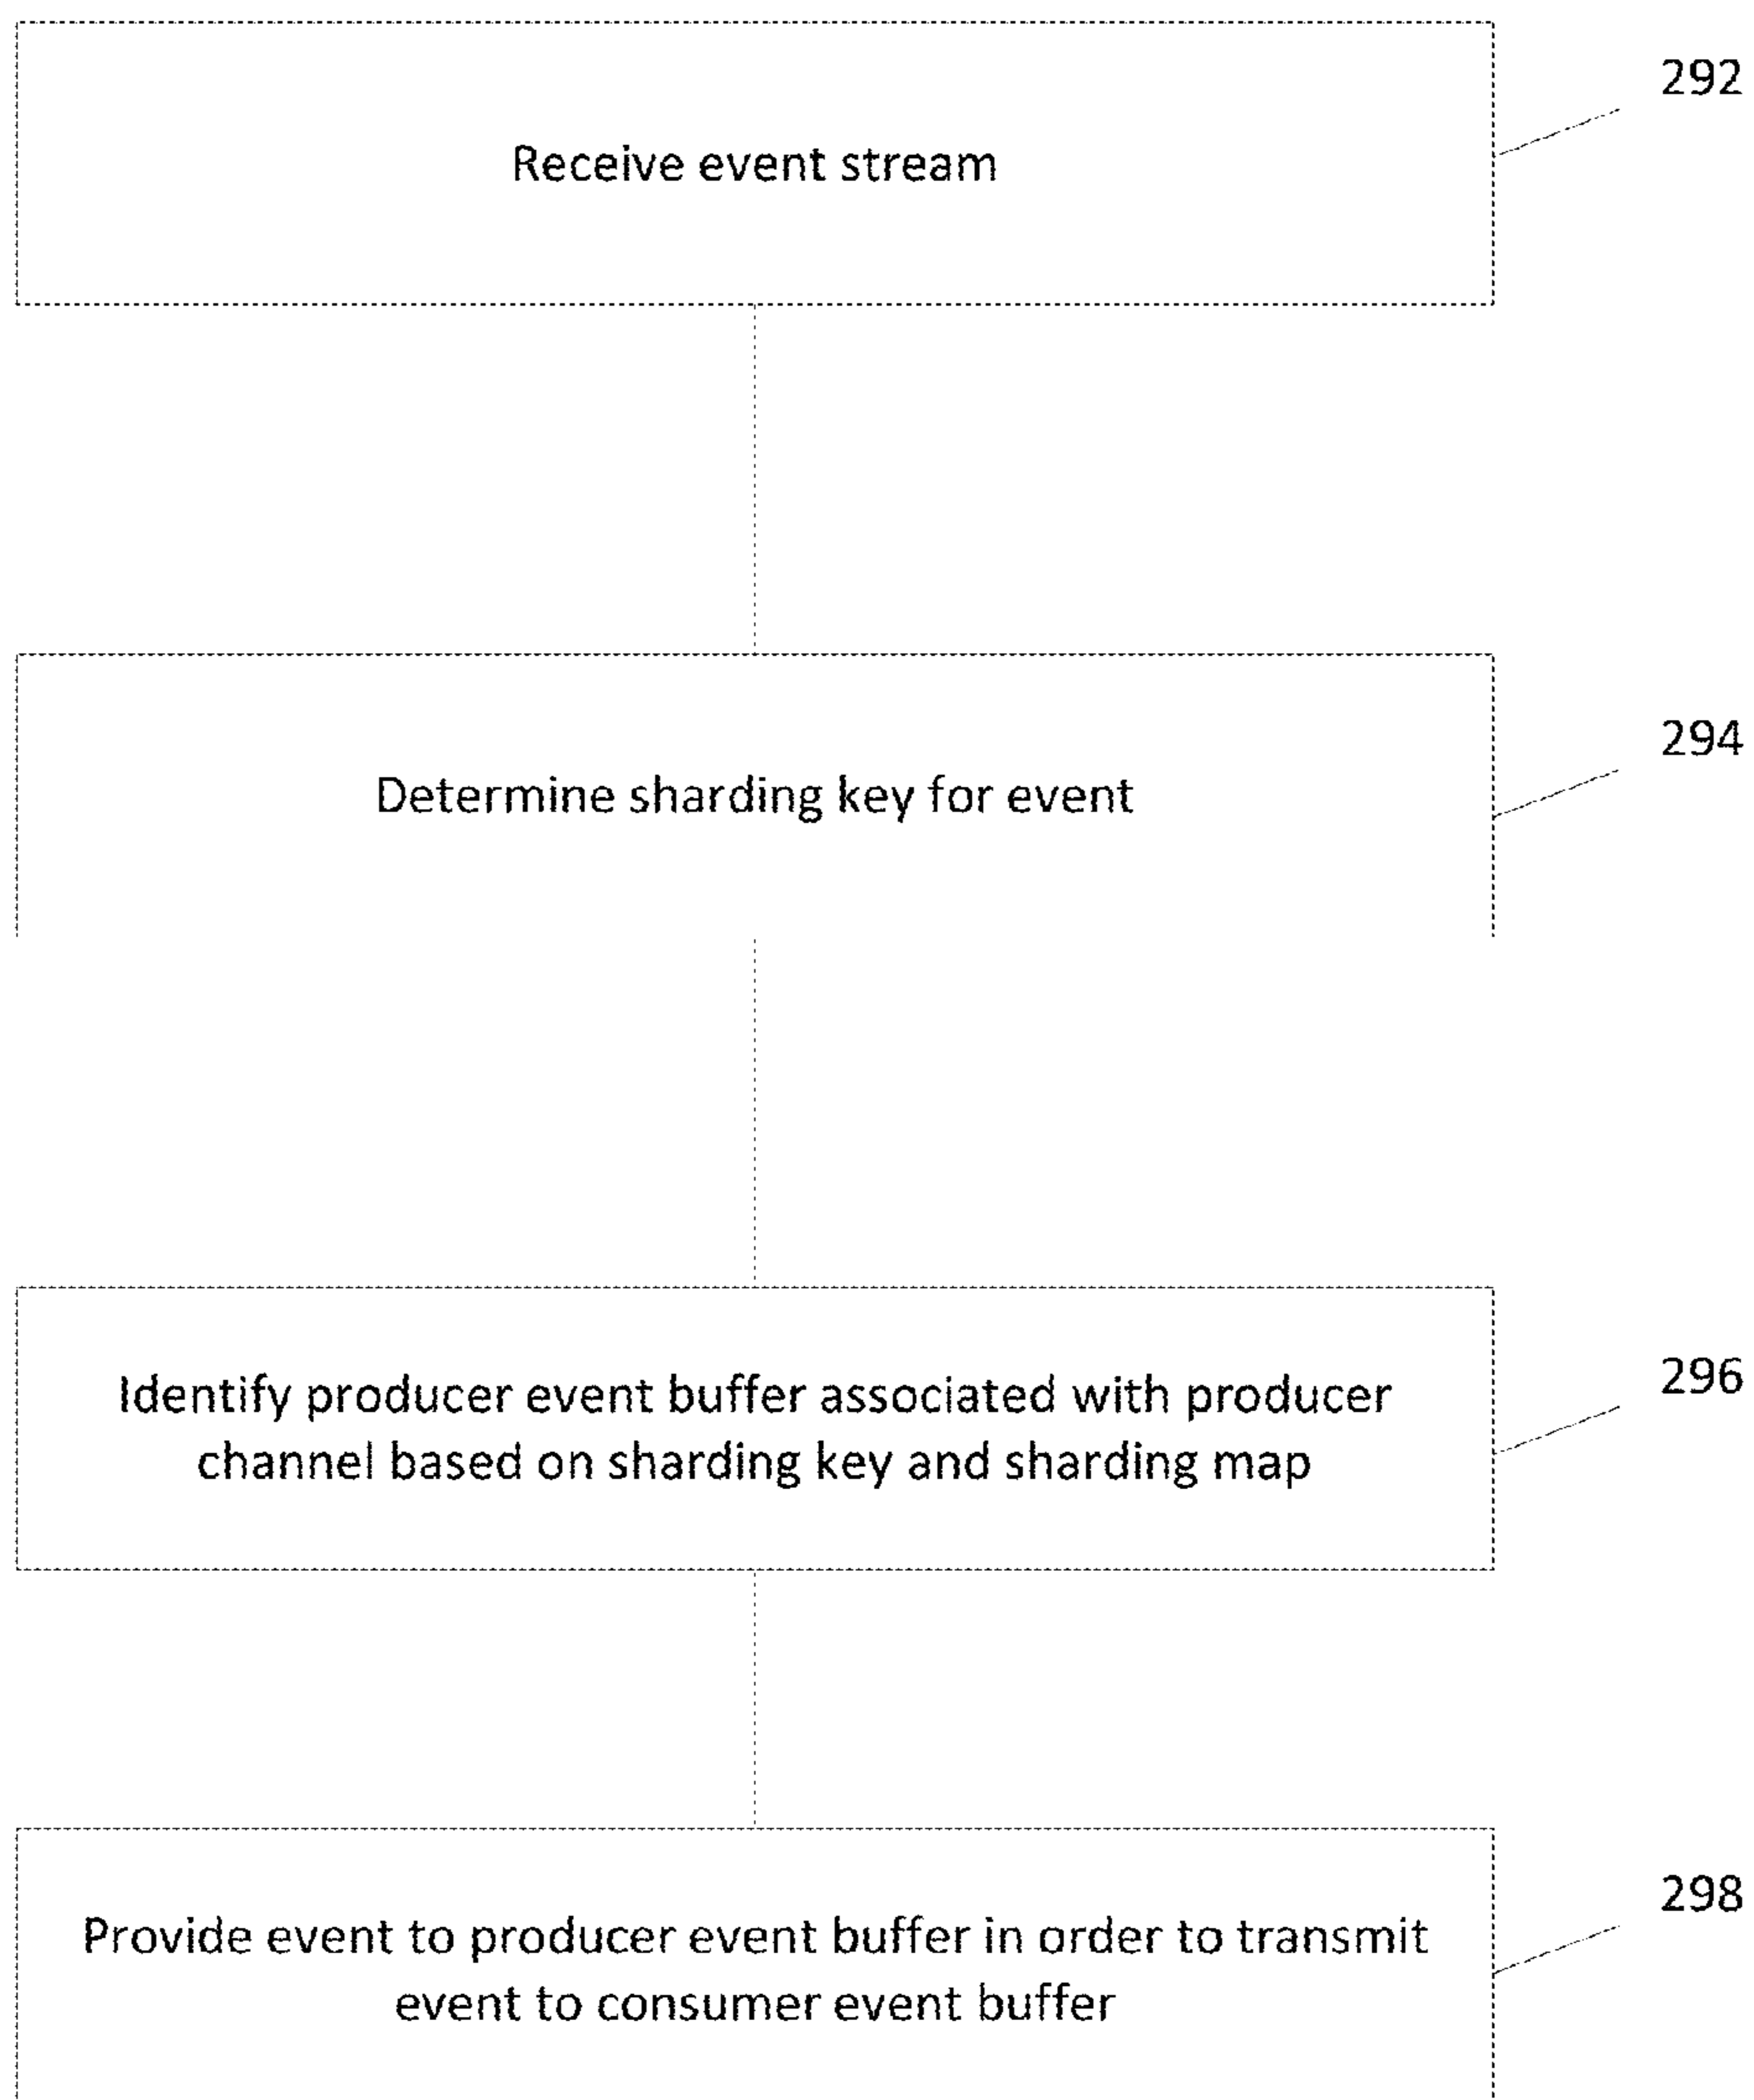 292
Receive event stream
294
Determine sharding key for event
296
Identify producer event buffer associated with producer
channel based on sharding key and sharding map
298
Provide event to producer event buffer in order to transmit
event to consumer event buffer